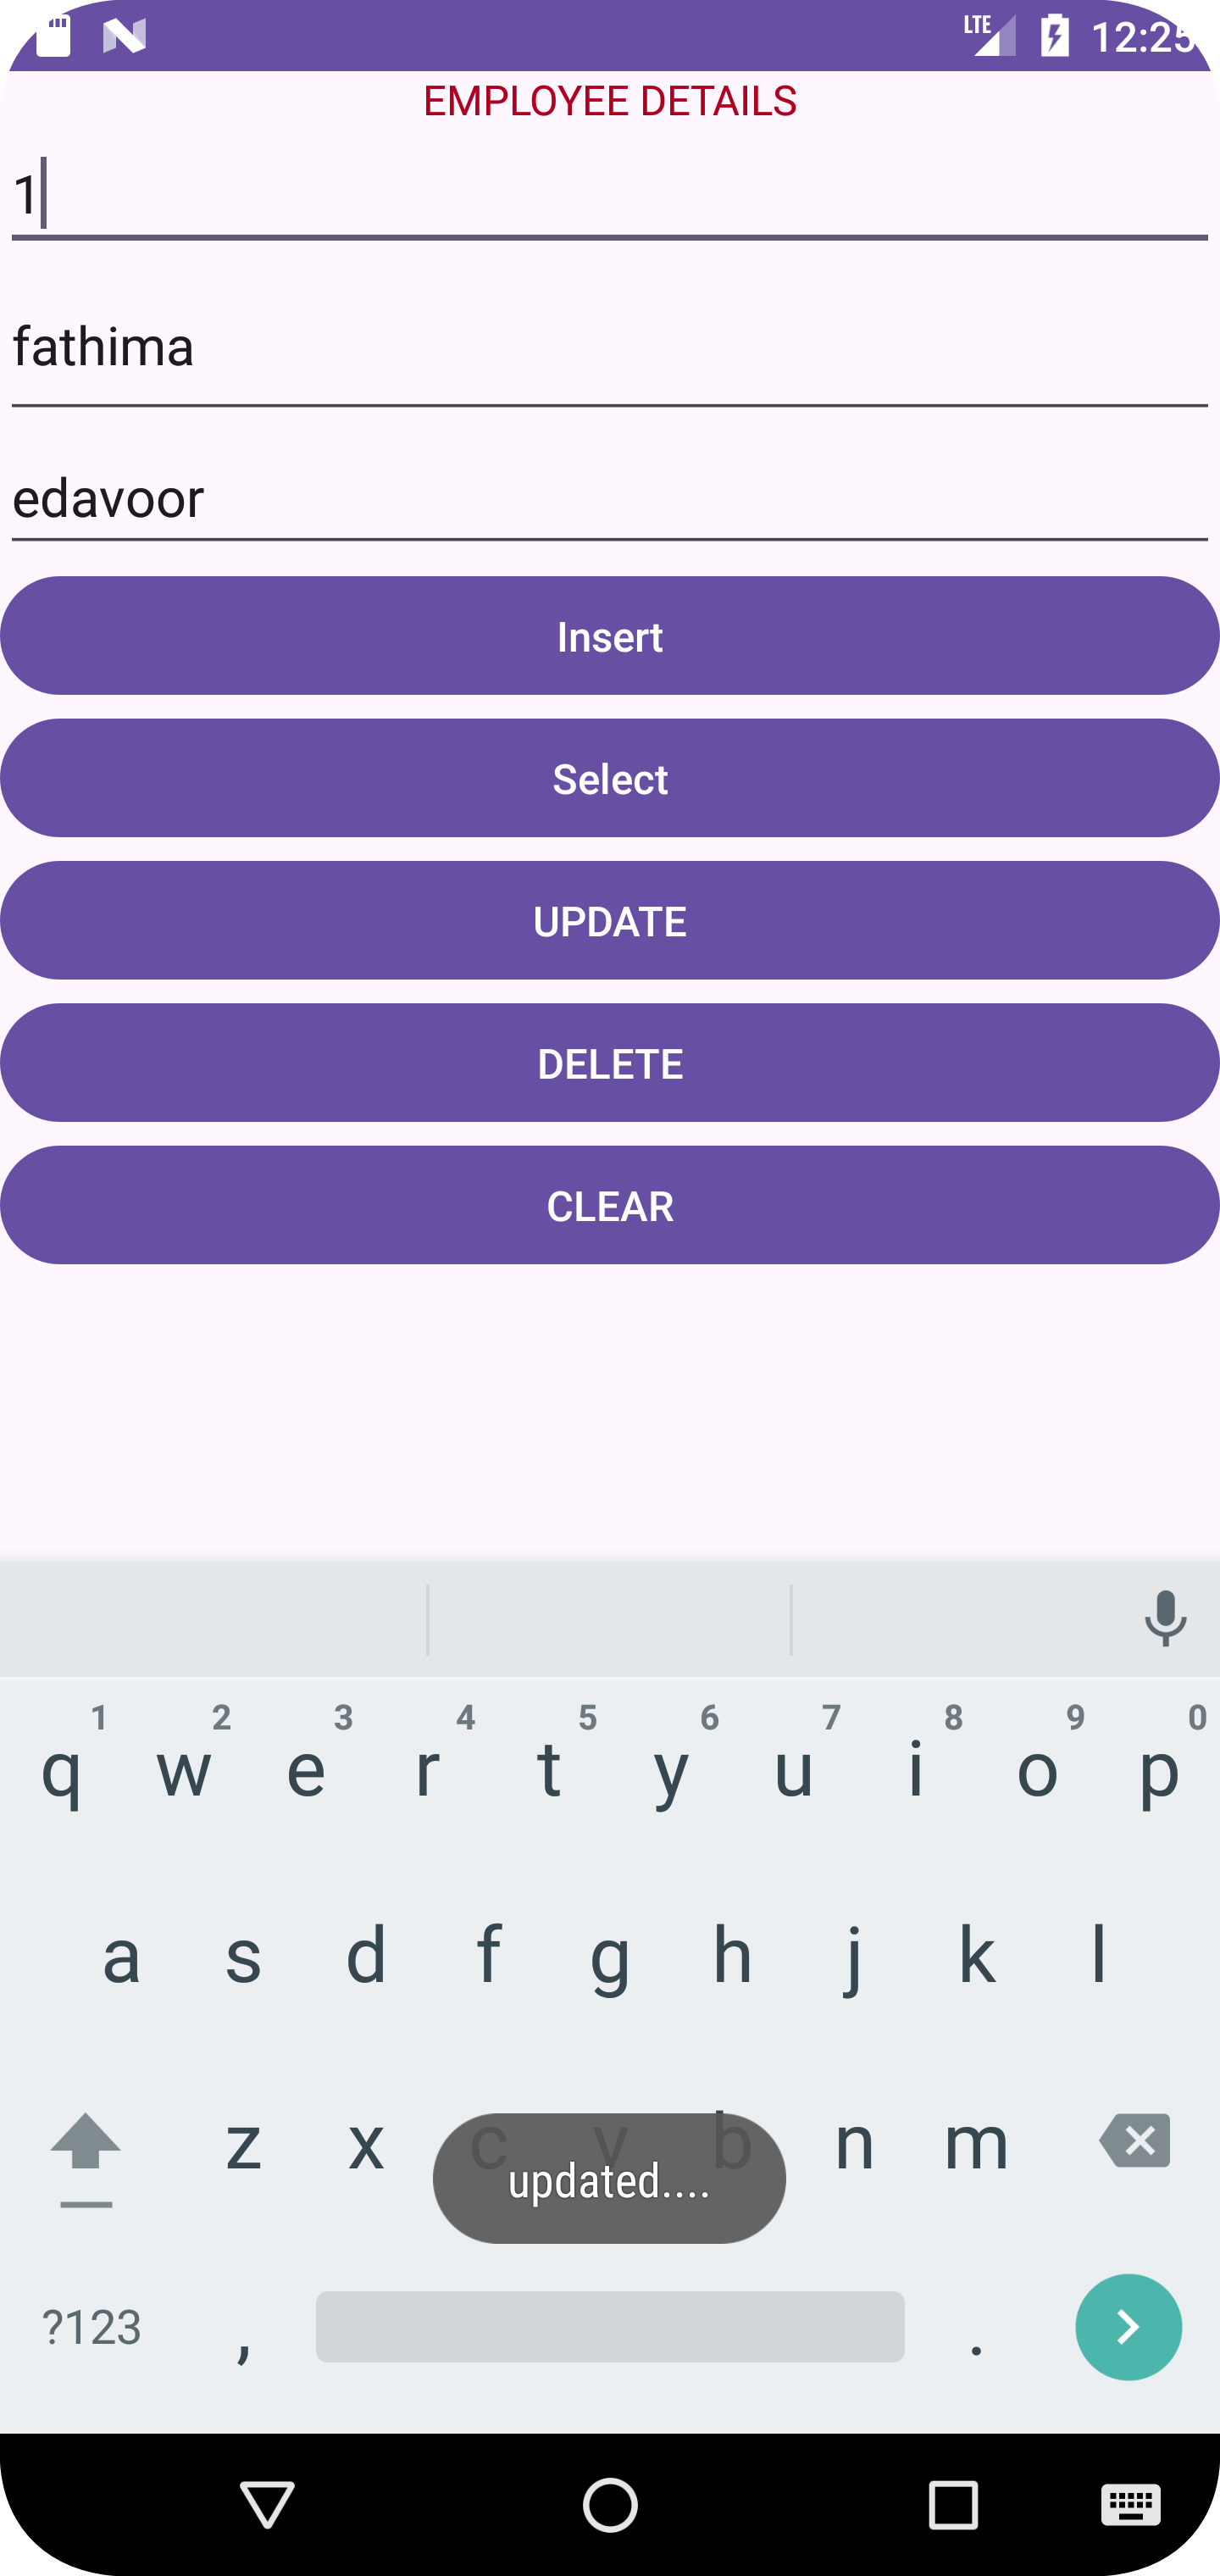 LTE 12:25
EMPLOYEE DETAILS
1
fathima
edavoor
Insert
Select
UPDATE
DELETE
CLEAR
1 2 3 4 5 6 7 8 9 0
q w e r t y u i o p
a s d f g h j k l
z x c v b n m
updated....
?123 , .